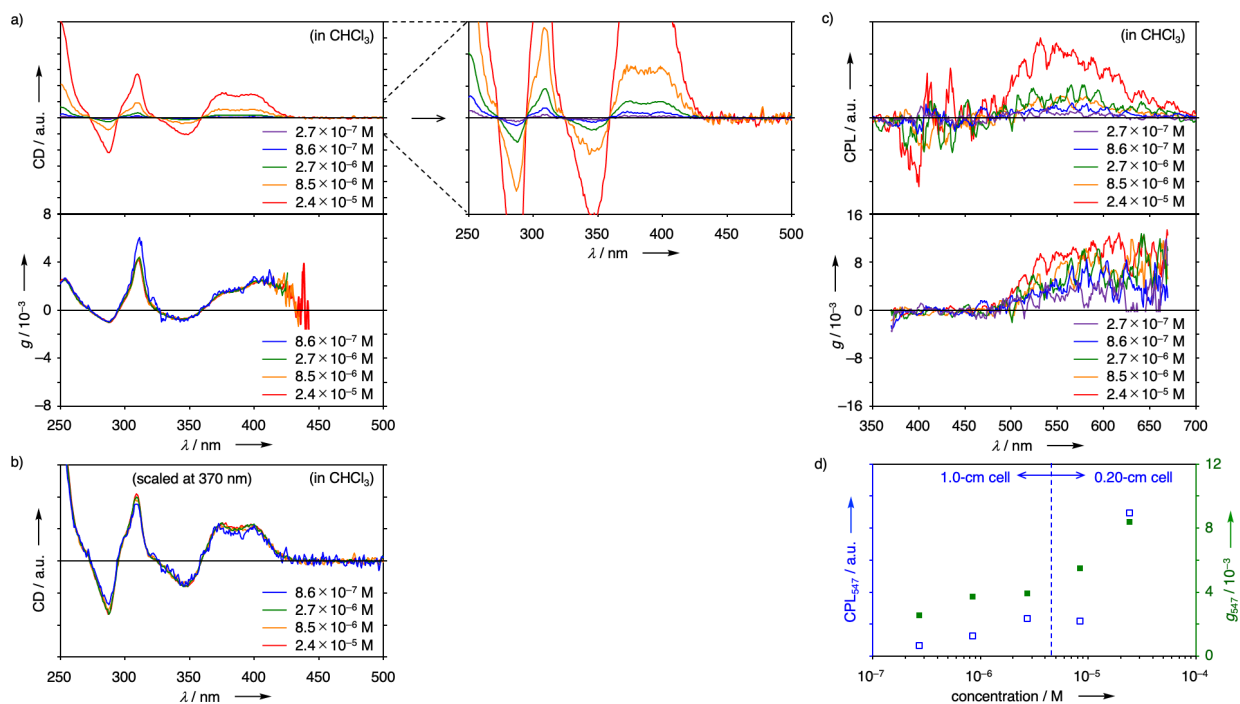 a)
(in CHCl3)
CD / a.u.
2.7×10–7 M
8.6×10–7 M
2.7×10–6 M
8.5×10–6 M
2.4×10–5 M
250 300 350 400 450 500
λ / nm
8
4
0
–4
–8
g / 10–3
8.6×10–7 M
2.7×10–6 M
8.5×10–6 M
2.4×10–5 M
250 300 350 400 450 500
λ / nm
b)
(scaled at 370 nm)
(in CHCl3)
CD / a.u.
8.6×10–7 M
2.7×10–6 M
8.5×10–6 M
2.4×10–5 M
250 300 350 400 450 500
λ / nm
c)
(in CHCl3)
CPL / a.u.
2.7×10–7 M
8.6×10–7 M
2.7×10–6 M
8.5×10–6 M
2.4×10–5 M
16
8
0
–8
–16
g / 10–3
2.7×10–7 M
8.6×10–7 M
2.7×10–6 M
8.5×10–6 M
2.4×10–5 M
350 400 450 500 550 600 650 700
λ / nm
d)
1.0-cm cell
0.20-cm cell
CPL547 / a.u.
12
8
4
0
g547 / 10–3
10–7 10–6 10–5 10–4
concentration / M